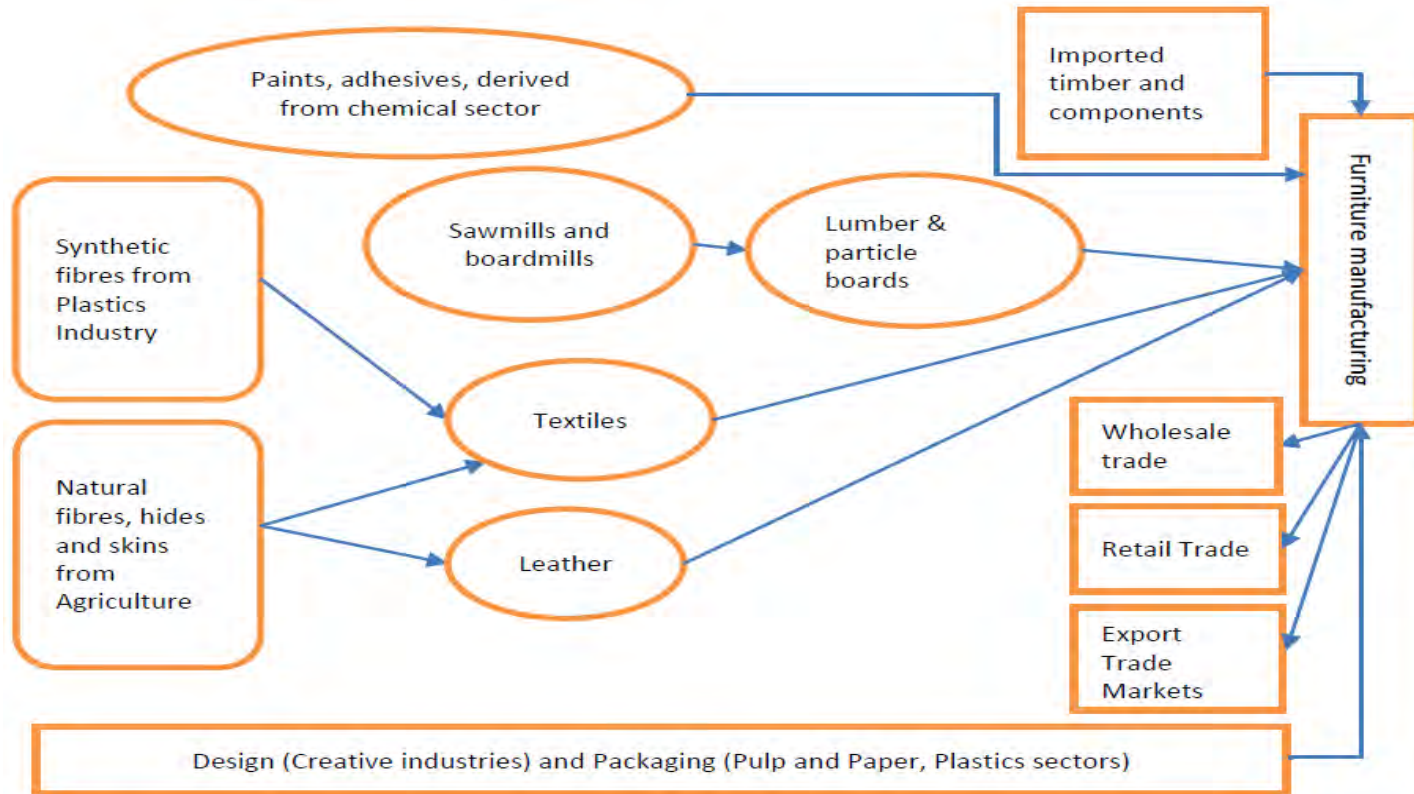 Paints, adhesives, derived
from chemical sector
Imported
timber and
components
Furniture manufacturing
Synthetic
fibres from
Plastics
Industry
Sawmills and
boardmills
Lumber &
particle
boards
Textiles
Natural
fibres, hides
and skins
from
Agriculture
Leather
Wholesale
trade
Retail Trade
Export
Trade
Markets
Design (Creative industries) and Packaging (Pulp and Paper, Plastics sectors)